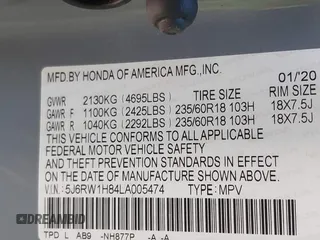 MFD.BY HONDA OF AMERICA MFG.,INC. 01/'20
TIRE SIZE RIM SIZE
GVWR 2130KG (4695LBS)
GAWR F 1100KG (2425LBS) 235/60R18 103H 18X7.5J
GAWR R 1040KG (2292LBS) 235/60R18 103H 18X7.5J
THIS VEHICLE CONFORMS TO ALL APPLICABLE
FEDERAL MOTOR VEHICLE SAFETY BUMPER
AND THEFT PREVENTION STANDARDS IN EFFECT
ON THE DATE OF MANUFACTURE SHOWN ABOVE.
V.I.N.: 5J6RW1H84LA005474 TYPE: MPV
TPD L AB9 -NH877P -A -A